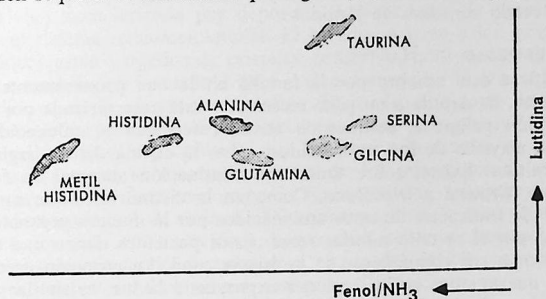 TAURINA
ALANINA
HISTIDINA
SERINA
GLICINA
GLUTAMINA
METIL
HISTIDINA
Lutidina
Fenol/NH3